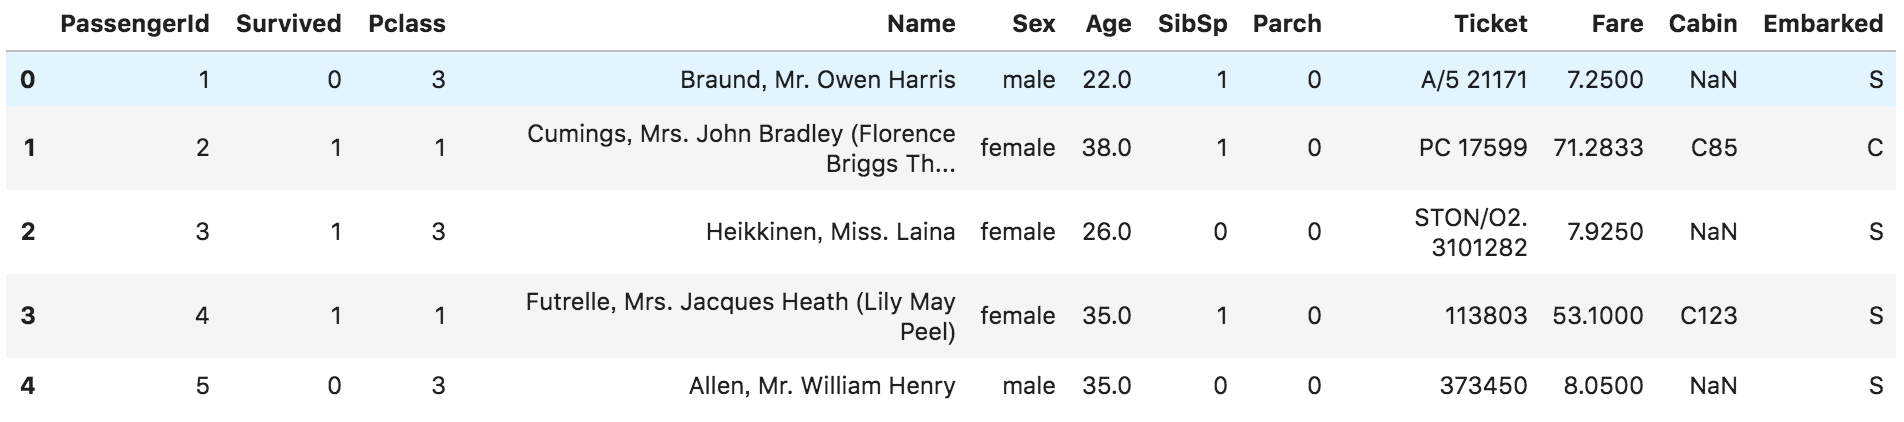 PassengerId Survived Pclass Name Sex Age SibSp Parch Ticket Fare Cabin Embarked
0 1 0 3 Braund, Mr. Owen Harris male 22.0 1 0 A/5 21171 7.2500 NaN S
1 2 1 1 Cumings, Mrs. John Bradley (Florence
Briggs Th... female 38.0 1 0 PC 17599 71.2833 C85 C
2 3 1 3 Heikkinen, Miss. Laina female 26.0 0 0 STON/O2.
3101282 7.9250 NaN S
3 4 1 1 Futrelle, Mrs. Jacques Heath (Lily May
Peel) female 35.0 1 0 113803 53.1000 C123 S
4 5 0 3 Allen, Mr. William Henry male 35.0 0 0 373450 8.0500 NaN S